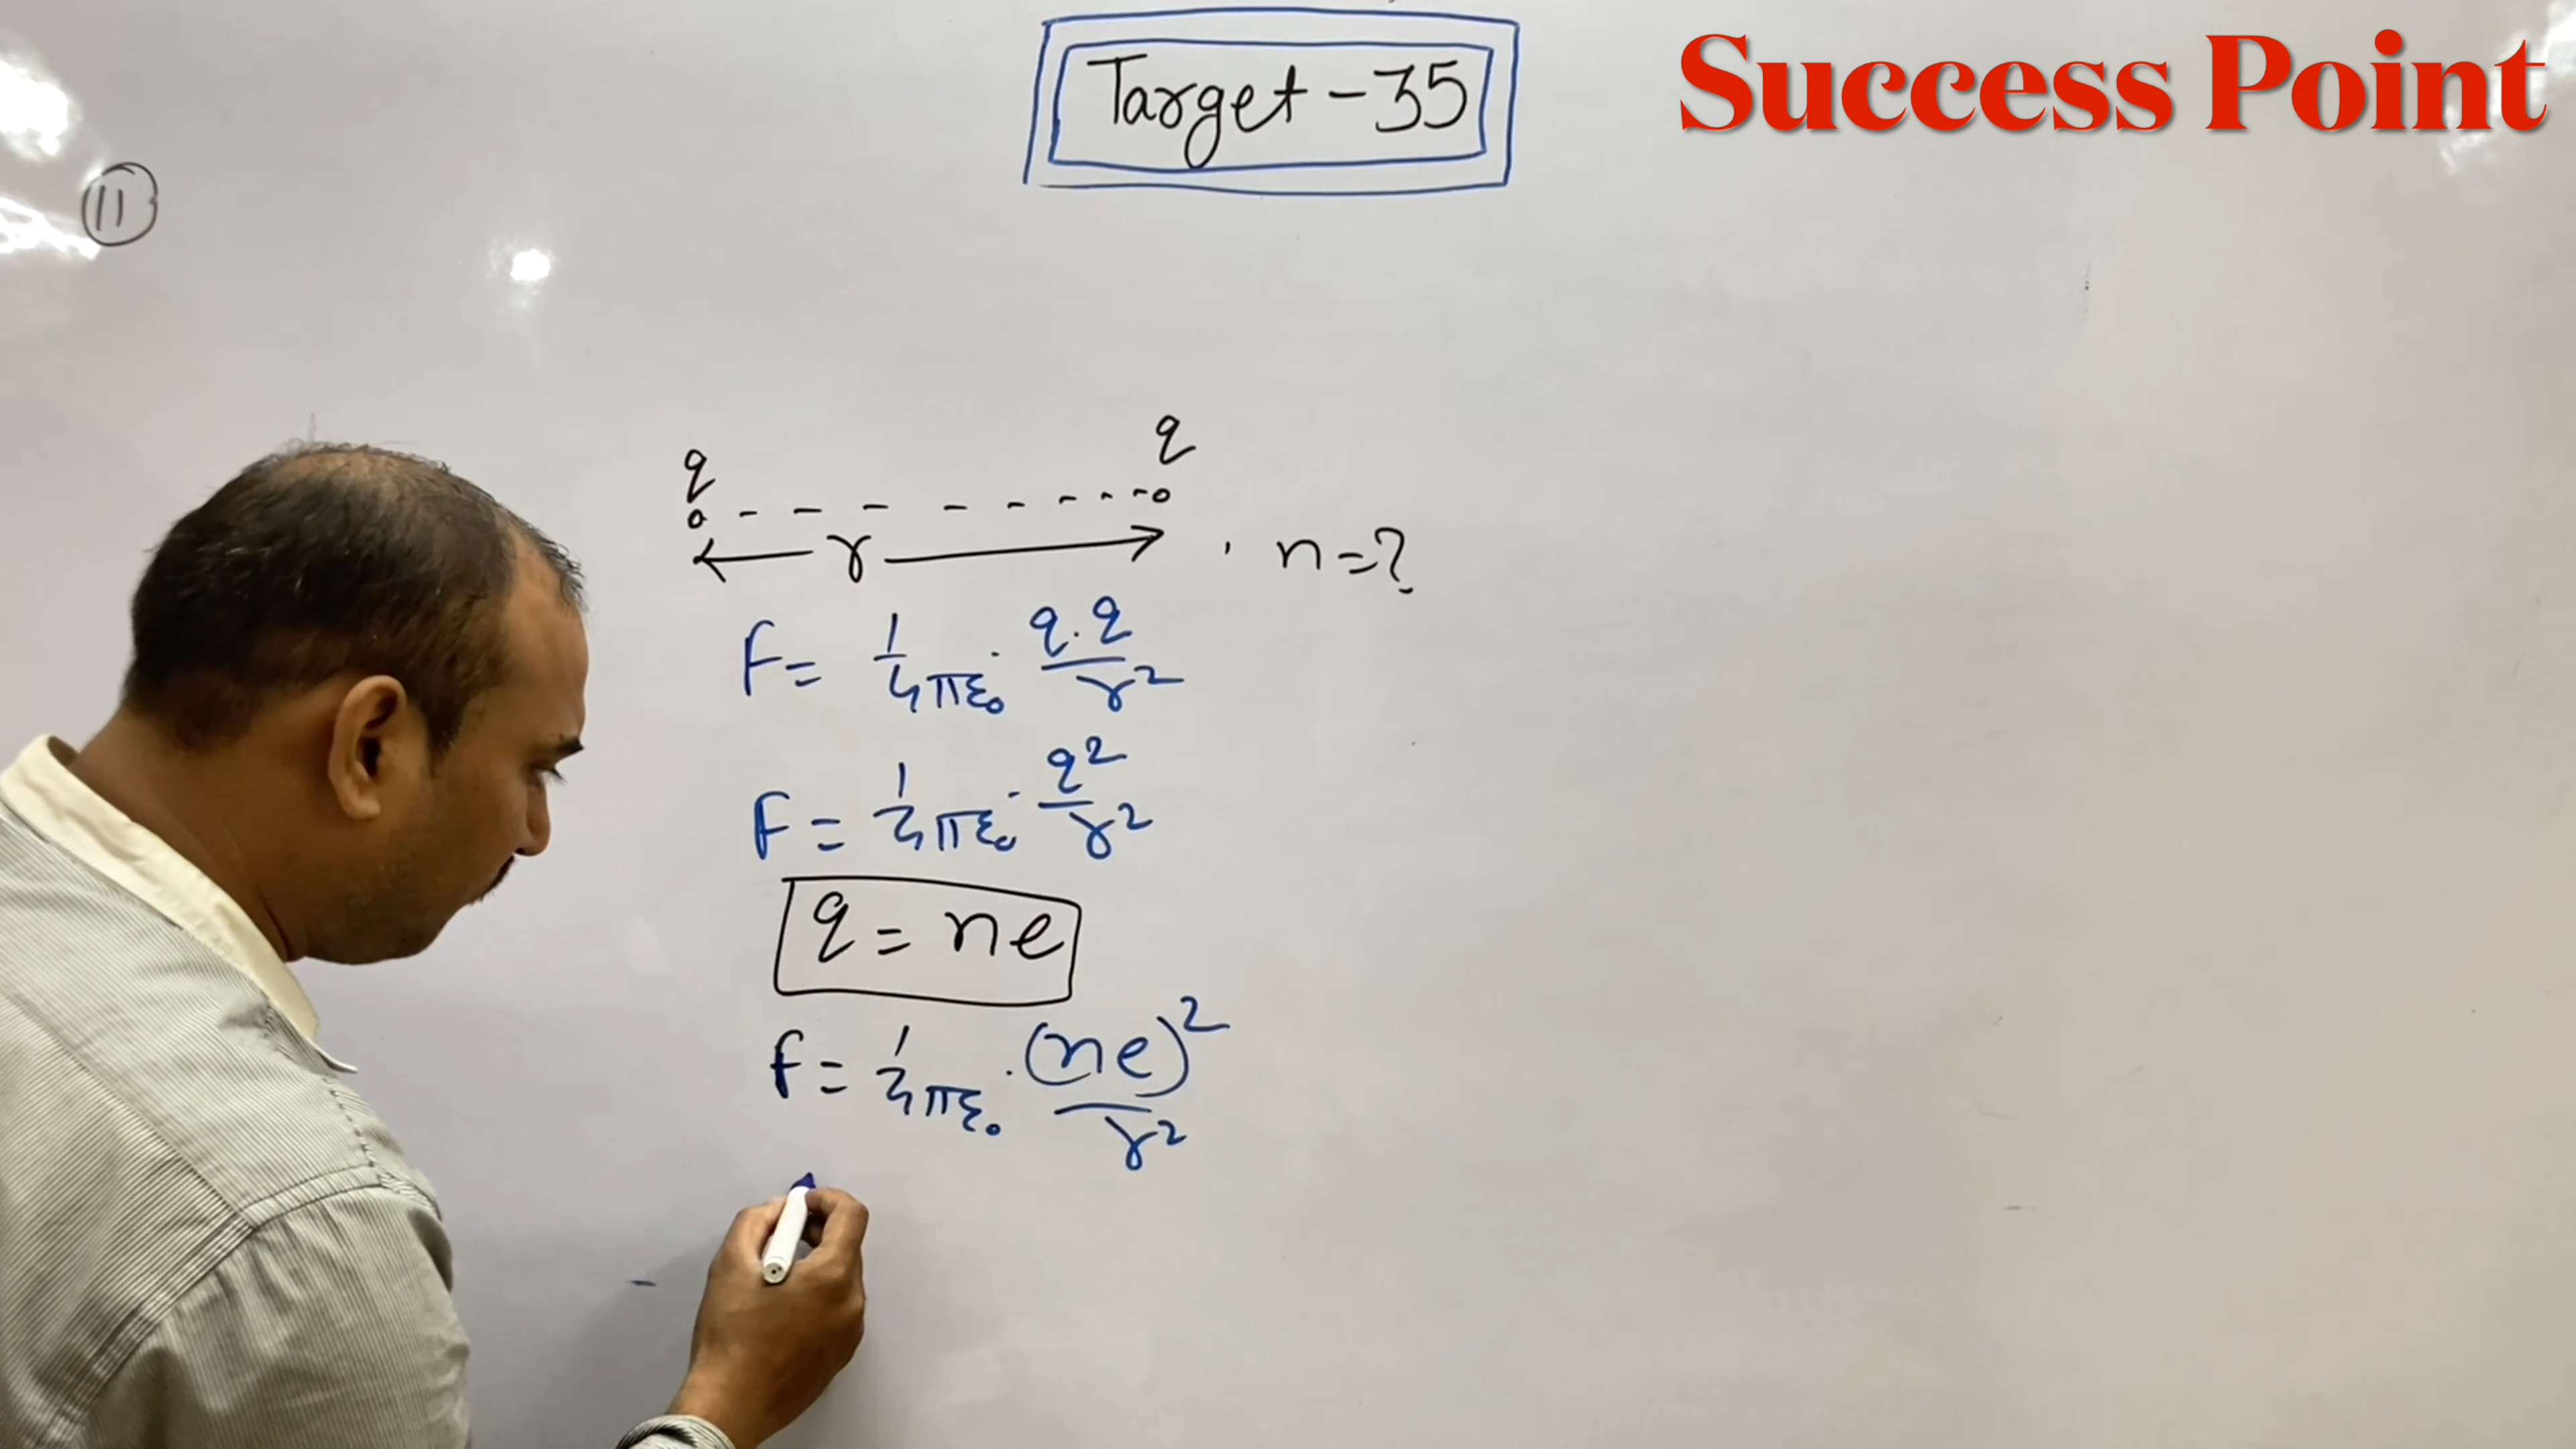 Success Point
Target - 35
11
q q
r
n = ?
F = 1/4πε₀ · q.q/r²
F = 1/4πε₀ · q²/r²
q = ne
F = 1/4πε₀ · (ne)²/r²